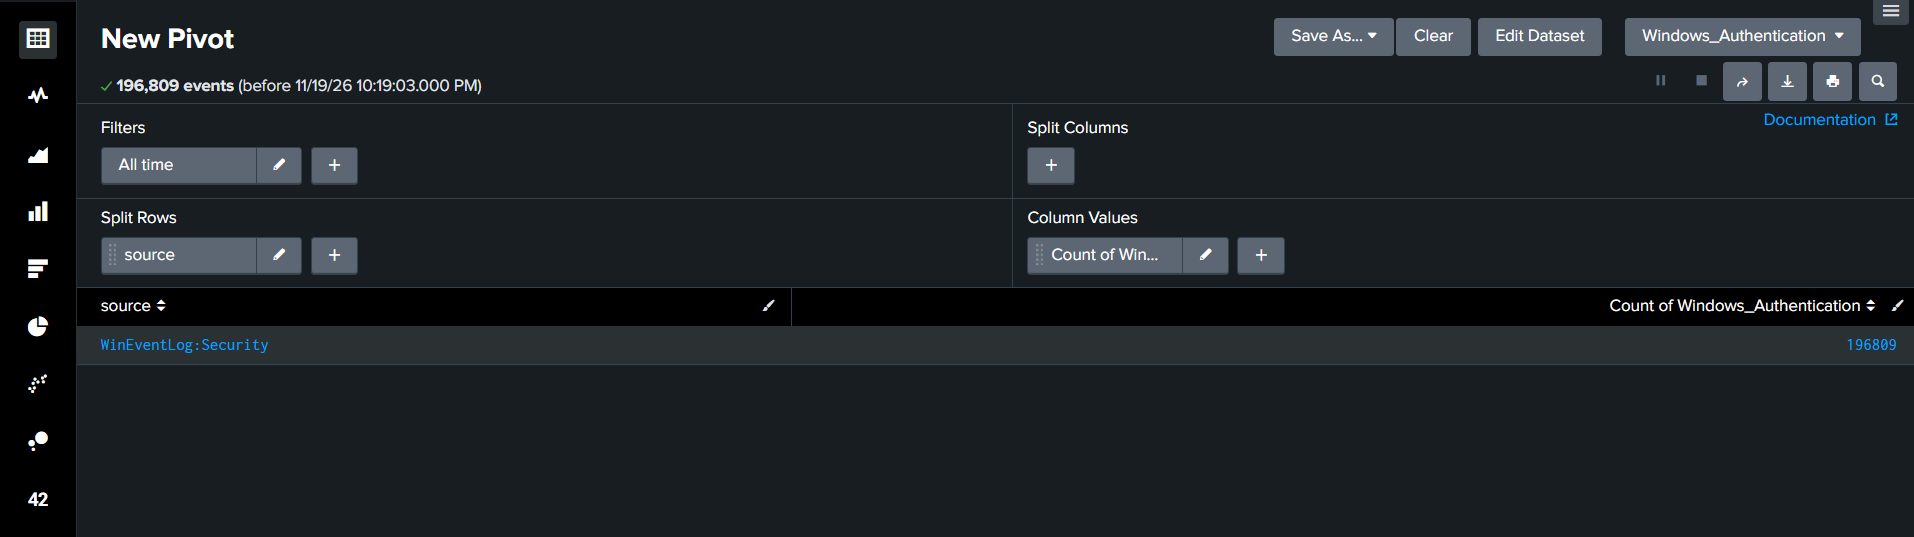 New Pivot
Save As...
Clear
Edit Dataset
Windows_Authentication
196,809 events (before 11/19/26 10:19:03.000 PM)
Documentation
Filters
All time
+
Split Columns
+
Split Rows
source
+
Column Values
Count of Win...
+
source
Count of Windows_Authentication
WinEventLog:Security
196809
42